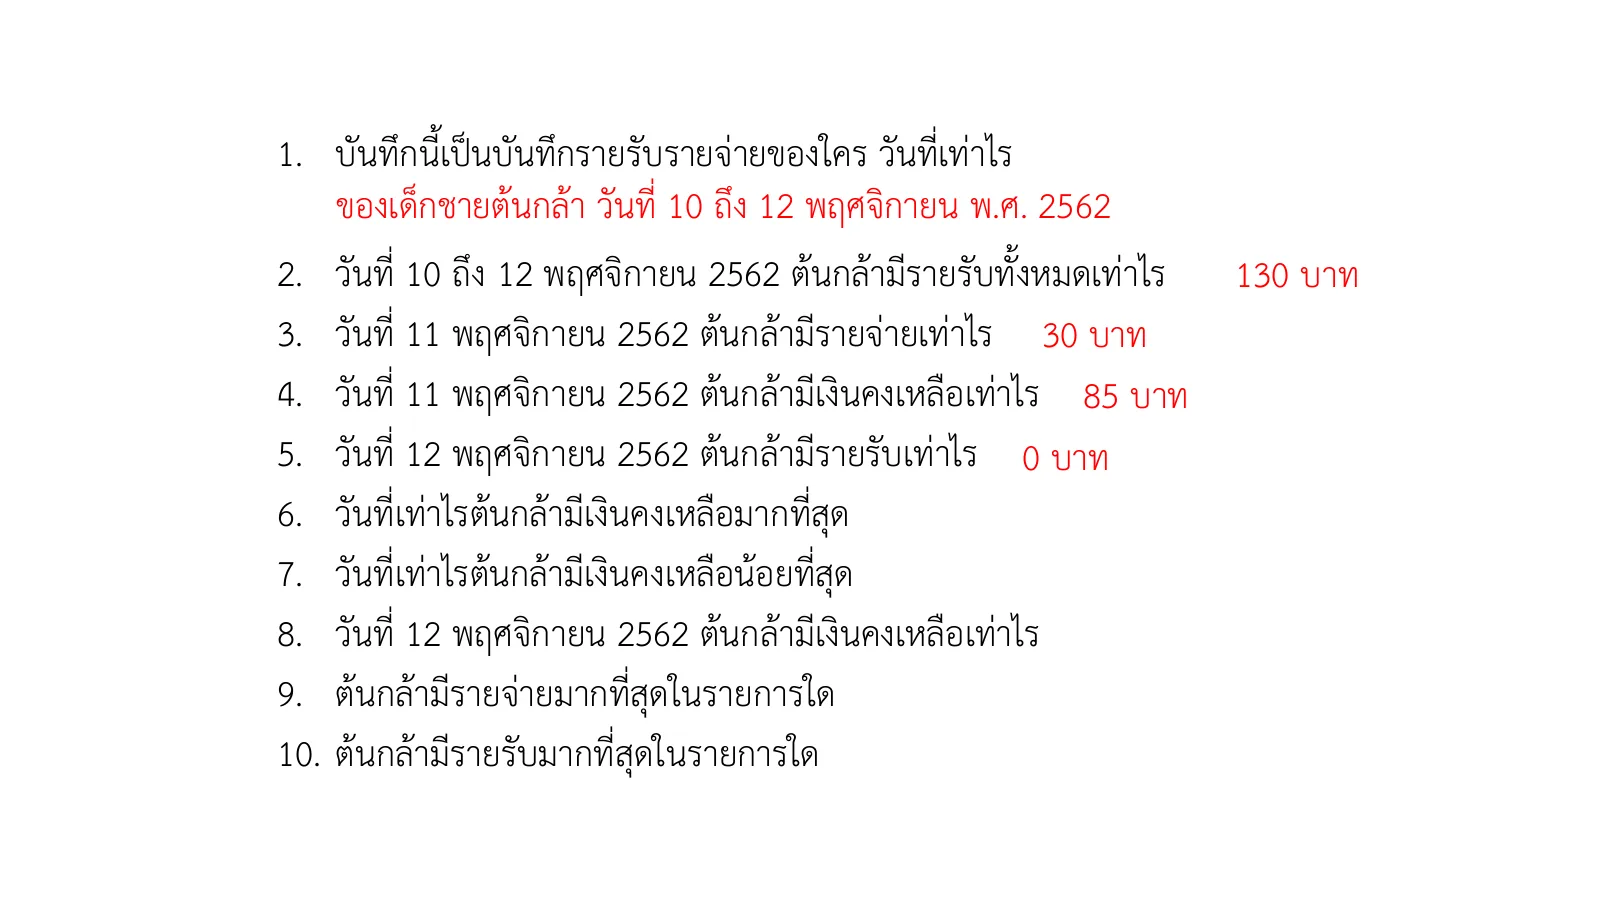 1. บันทึกนี้เป็นบันทึกรายรับรายจ่ายของใคร วันที่เท่าไร
ของเด็กชายต้นกล้า วันที่ 10 ถึง 12 พฤศจิกายน พ.ศ. 2562
2. วันที่ 10 ถึง 12 พฤศจิกายน 2562 ต้นกล้ามีรายรับทั้งหมดเท่าไร 130 บาท
3. วันที่ 11 พฤศจิกายน 2562 ต้นกล้ามีรายจ่ายเท่าไร 30 บาท
4. วันที่ 11 พฤศจิกายน 2562 ต้นกล้ามีเงินคงเหลือเท่าไร 85 บาท
5. วันที่ 12 พฤศจิกายน 2562 ต้นกล้ามีรายรับเท่าไร 0 บาท
6. วันที่เท่าไรต้นกล้ามีเงินคงเหลือมากที่สุด
7. วันที่เท่าไรต้นกล้ามีเงินคงเหลือน้อยที่สุด
8. วันที่ 12 พฤศจิกายน 2562 ต้นกล้ามีเงินคงเหลือเท่าไร
9. ต้นกล้ามีรายจ่ายมากที่สุดในรายการใด
10. ต้นกล้ามีรายรับมากที่สุดในรายการใด